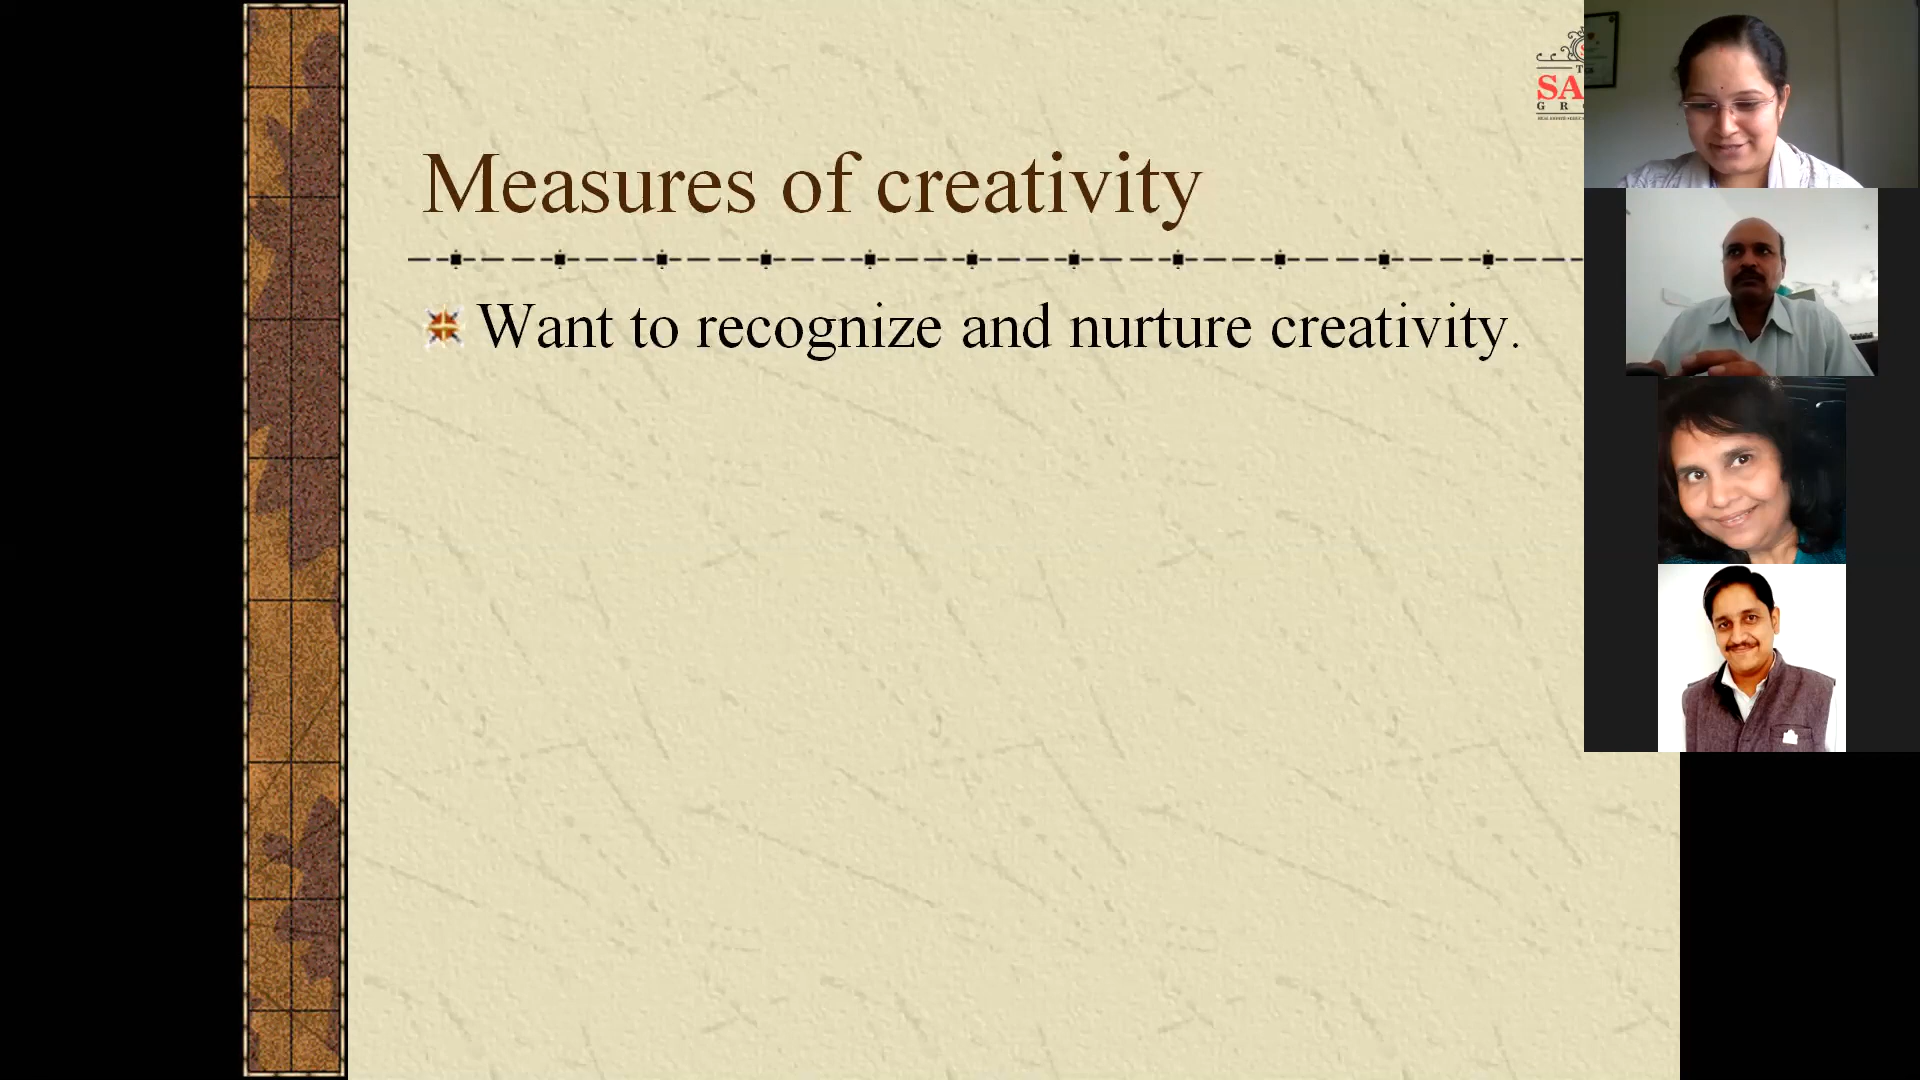 Measures of creativity
Want to recognize and nurture creativity.
SA